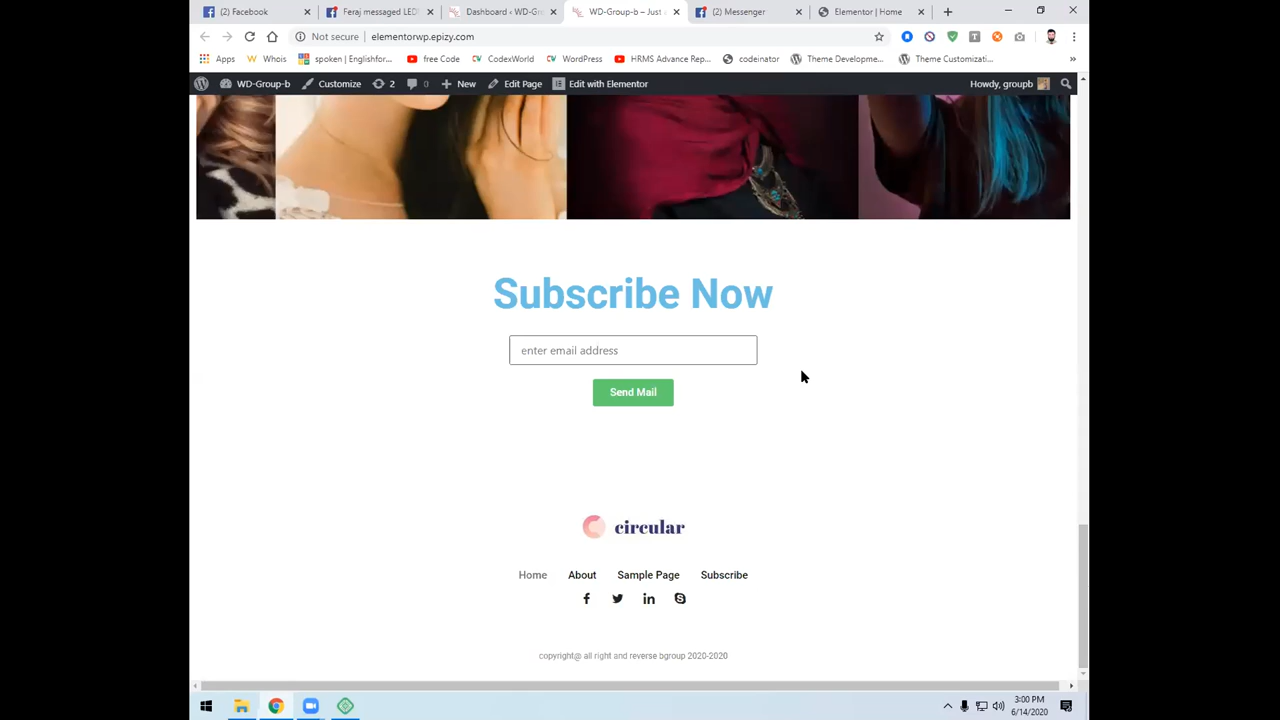 (2) Facebook
Feraj messaged LED!
Dashboard ‹ WD-Gro
WD-Group-b – Just A
(2) Messenger
Elementor | Home
Not secure
elementorwp.epizy.com
Apps
Whois
spoken | Englishfor...
free Code
CodexWorld
WordPress
HRMS Advance Rep...
codeinator
Theme Developme...
Theme Customizati...
»
WD-Group-b
Customize
2
0
New
Edit Page
Edit with Elementor
Howdy, groupb
Subscribe Now
enter email address
Send Mail
circular
Home
About
Sample Page
Subscribe
copyright@ all right and reverse bgroup 2020-2020
3:00 PM
6/14/2020